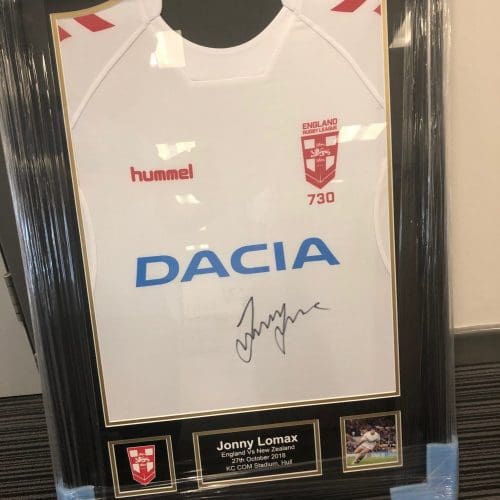 ENGLAND
RUGBY LEAGUE
hummel
730
DACIA
Jonny Lomax
England Vs New Zealand
27th October 2018
KC COM Stadium, Hull